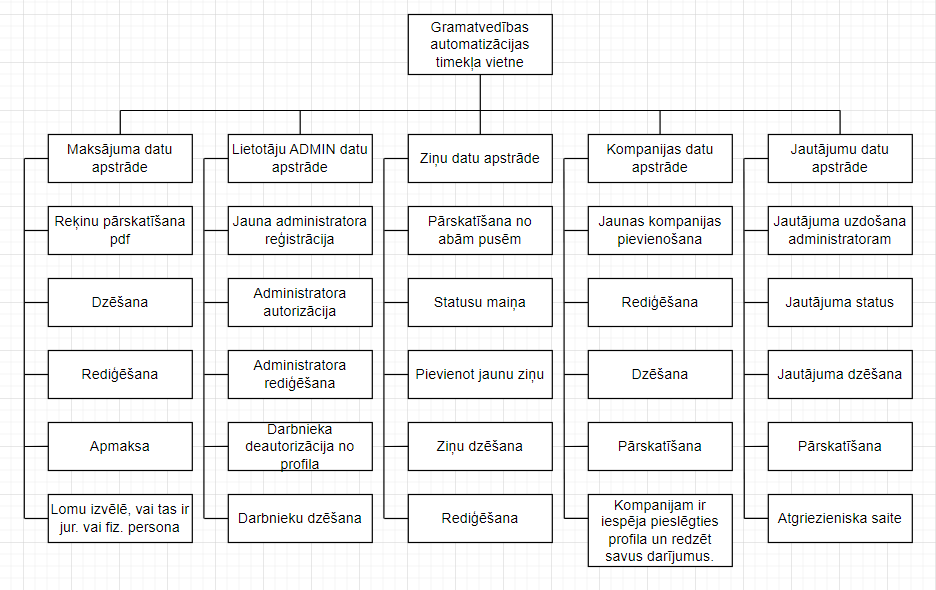 Gramatvedības
automatizācijas
timekļa vietne
Maksājuma datu
apstrāde
Reķinu pārskatīšana
pdf
Dzēšana
Rediģēšana
Apmaksa
Lomu izvēlē, vai tas ir
jur. vai fiz. persona
Lietotāju ADMIN datu
apstrāde
Jauna administratora
reģistrācija
Administratora
autorizācija
Administratora
rediģēšana
Darbnieka
deautorizācija no
profila
Darbnieku dzēšana
Ziņu datu apstrāde
Pārskatīšana no
abām pusēm
Statusu maiņa
Pievienot jaunu ziņu
Ziņu dzēšana
Rediģēšana
Kompanijas datu
apstrāde
Jaunas kompanijas
pievienošana
Rediģēšana
Dzēšana
Pārskatīšana
Kompanijam ir
iespēja pieslēgties
profila un redzēt
savus darījumus.
Jautājumu datu
apstrāde
Jautājuma uzdošana
administratoram
Jautājuma status
Jautājuma dzēšana
Pārskatīšana
Atgriezieniska saite